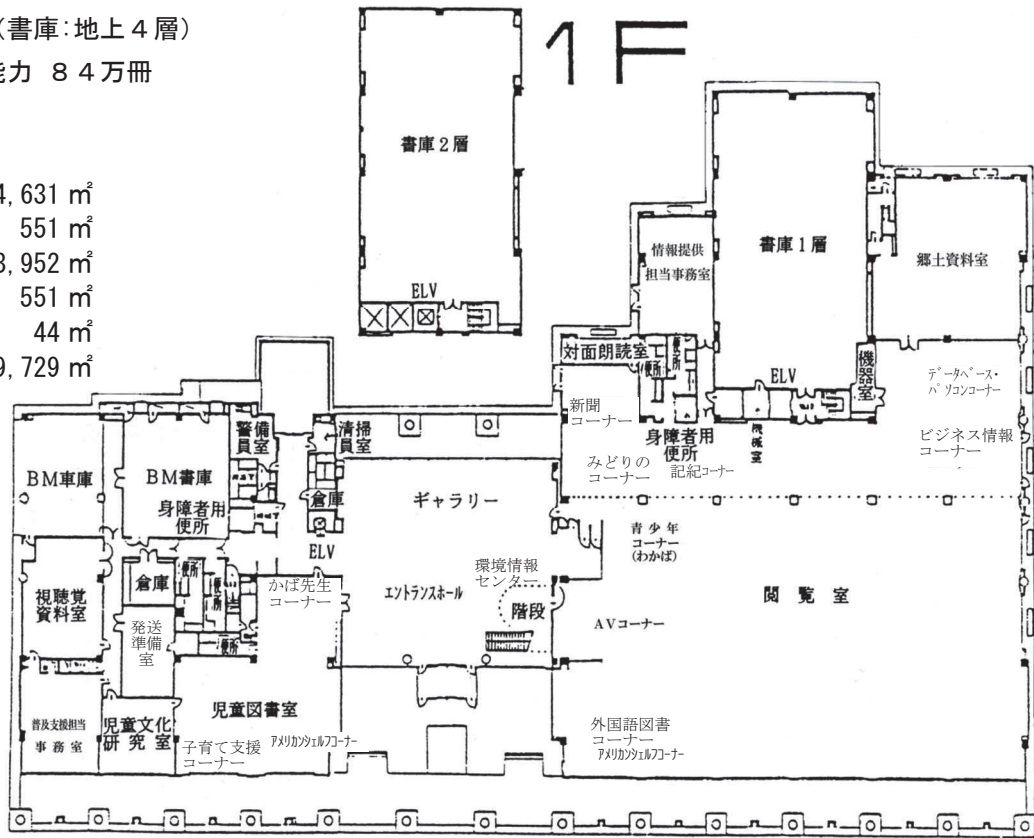 (書庫:地上4層)
能力 84万冊
1F
4,631 ㎡
551 ㎡
3,952 ㎡
551 ㎡
44 ㎡
9,729 ㎡
書庫2層
ELV
書庫1層
情報提供
担当事務室
郷土資料室
対面朗読室
便所
便所
ELV
機器室
機械室
データベース・
パソコンコーナー
新聞
コーナー
身障者用
便所
みどりの
コーナー
記紀コーナー
ビジネス情報
コーナー
警備
員室
清掃
員室
BM車庫
BM書庫
身障者用
便所
倉庫
ELV
ギャラリー
青少年
コーナー
(わかば)
閲覧室
視聴覚
資料室
倉庫
便所
便所
便所
発送
準備
室
かば先生
コーナー
エントランスホール
環境情報
センター
階段
AVコーナー
普及支援担当
事務室
児童文化
研究室
児童図書室
子育て支援
コーナー
アメリカンシェルフコーナー
外国語図書
コーナー
アメリカンシェルフコーナー